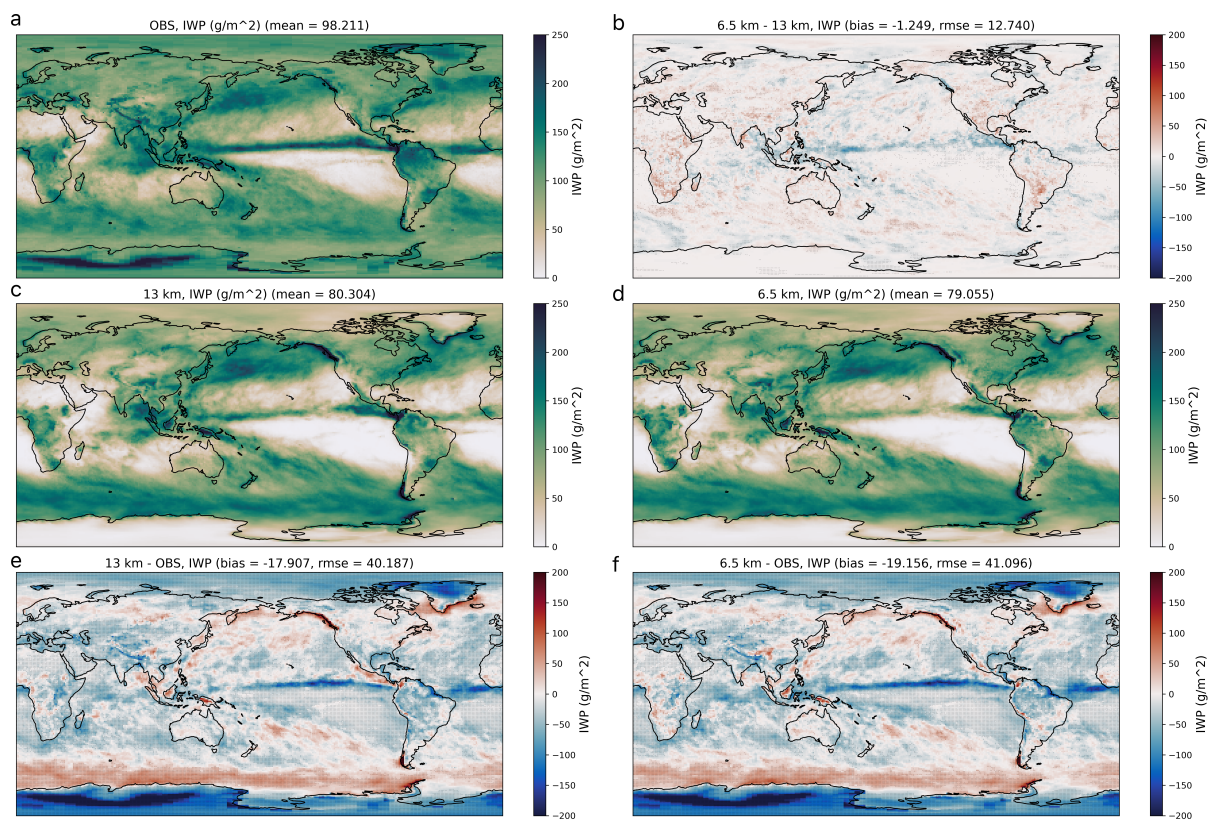 a
OBS, IWP (g/m^2) (mean = 98.211)
250
200
150
100
50
0
IWP (g/m^2)
b
6.5 km - 13 km, IWP (bias = -1.249, rmse = 12.740)
200
150
100
50
0
−50
−100
−150
−200
IWP (g/m^2)
c
13 km, IWP (g/m^2) (mean = 80.304)
250
200
150
100
50
0
IWP (g/m^2)
d
6.5 km, IWP (g/m^2) (mean = 79.055)
250
200
150
100
50
0
IWP (g/m^2)
e
13 km - OBS, IWP (bias = -17.907, rmse = 40.187)
200
150
100
50
0
−50
−100
−150
−200
IWP (g/m^2)
f
6.5 km - OBS, IWP (bias = -19.156, rmse = 41.096)
200
150
100
50
0
−50
−100
−150
−200
IWP (g/m^2)